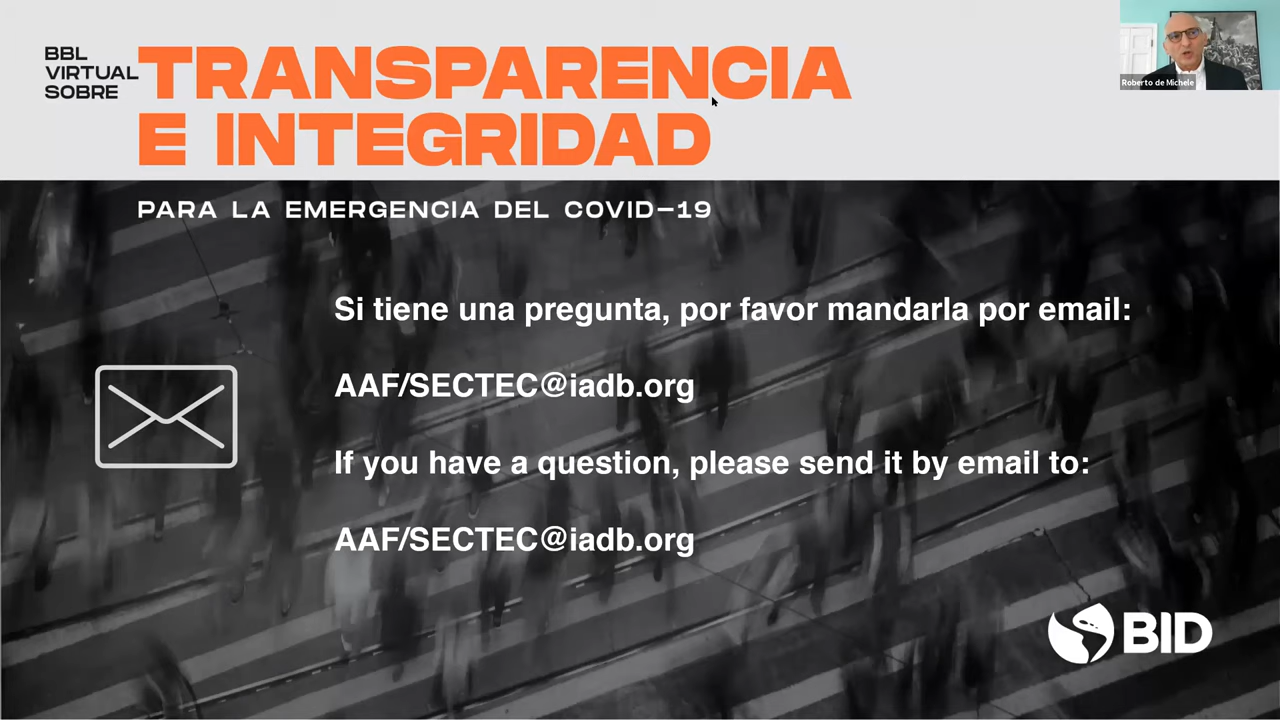 BBL
VIRTUAL
SOBRE
TRANSPARENCIA
E INTEGRIDAD
PARA LA EMERGENCIA DEL COVID-19
Roberto de Michele
Si tiene una pregunta, por favor mandarla por email:
AAF/SECTEC@iadb.org
If you have a question, please send it by email to:
AAF/SECTEC@iadb.org
BID